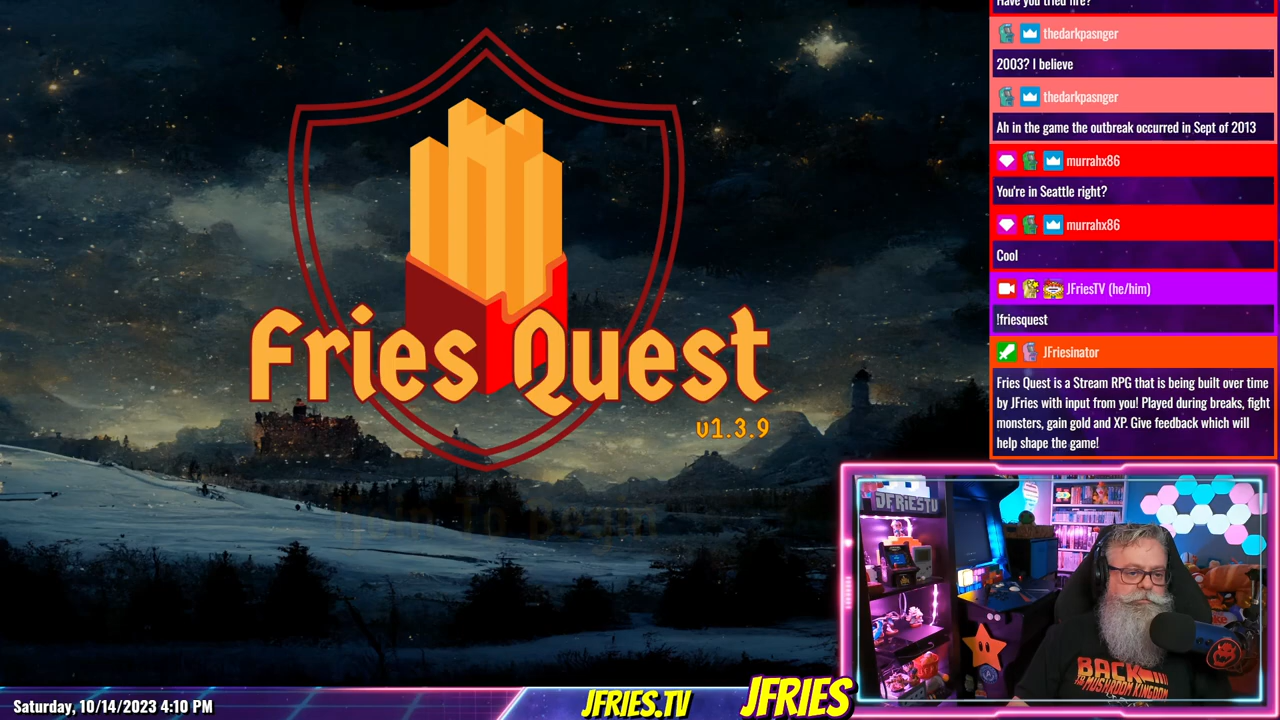 Have you tried fire?
thedarkpasnger
2003? I believe
thedarkpasnger
Ah in the game the outbreak occurred in Sept of 2013
murrahx86
You're in Seattle right?
murrahx86
Cool
JFriesTV (he/him)
!friesquest
JFriesinator
Fries Quest is a Stream RPG that is being built over time
by JFries with input from you! Played during breaks, fight
monsters, gain gold and XP. Give feedback which will
help shape the game!
Fries Quest
v1.3.9
JFRIESTV
BACK
TO MUSHROOM KINGDOM
Saturday, 10/14/2023 4:10 PM
JFRIES.TV
JFRIES